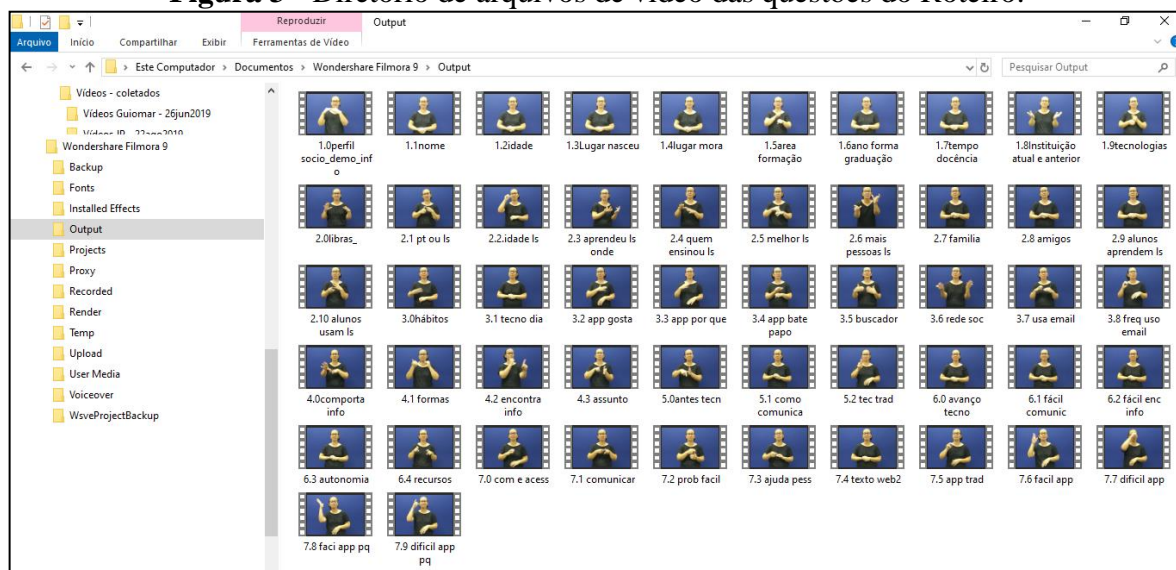 Figura 3 - Diretório de arquivos de vídeo das questões do Roteiro.
Reproduzir
Output
Arquivo
Início
Compartilhar
Exibir
Ferramentas de Vídeo
Este Computador > Documentos > Wondershare Filmora 9 > Output
Pesquisar Output
Vídeos - coletados
Vídeos Guiomar - 26jun2019
Wondershare Filmora 9
Backup
Fonts
Installed Effects
Output
Projects
Proxy
Recorded
Render
Temp
Upload
User Media
Voiceover
WsveProjectBackup
1.0perfil
socio_demo_inf
o
1.1nome
1.2idade
1.3Lugar nasceu
1.4lugar mora
1.5area
formação
1.6ano forma
graduação
1.7tempo
docência
1.8Instituição
atual e anterior
1.9tecnologias
2.0libras_
2.1 pt ou ls
2.2.idade ls
2.3 aprendeu ls
onde
2.4 quem
ensinou ls
2.5 melhor ls
2.6 mais
pessoas ls
2.7 familia
2.8 amigos
2.9 alunos
aprendem ls
2.10 alunos
usam ls
3.0hábitos
3.1 tecno dia
3.2 app gosta
3.3 app por que
3.4 app bate
papo
3.5 buscador
3.6 rede soc
3.7 usa email
3.8 freq uso
email
4.0comporta
info
4.1 formas
4.2 encontra
info
4.3 assunto
5.0antes tecn
5.1 como
comunica
5.2 tec trad
6.0 avanço
tecno
6.1 fácil
comunic
6.2 fácil enc
info
6.3 autonomia
6.4 recursos
7.0 com e acess
7.1 comunicar
7.2 prob facil
7.3 ajuda pess
7.4 texto web2
7.5 app trad
7.6 facil app
7.7 dificil app
7.8 faci app pq
7.9 dificil app
pq